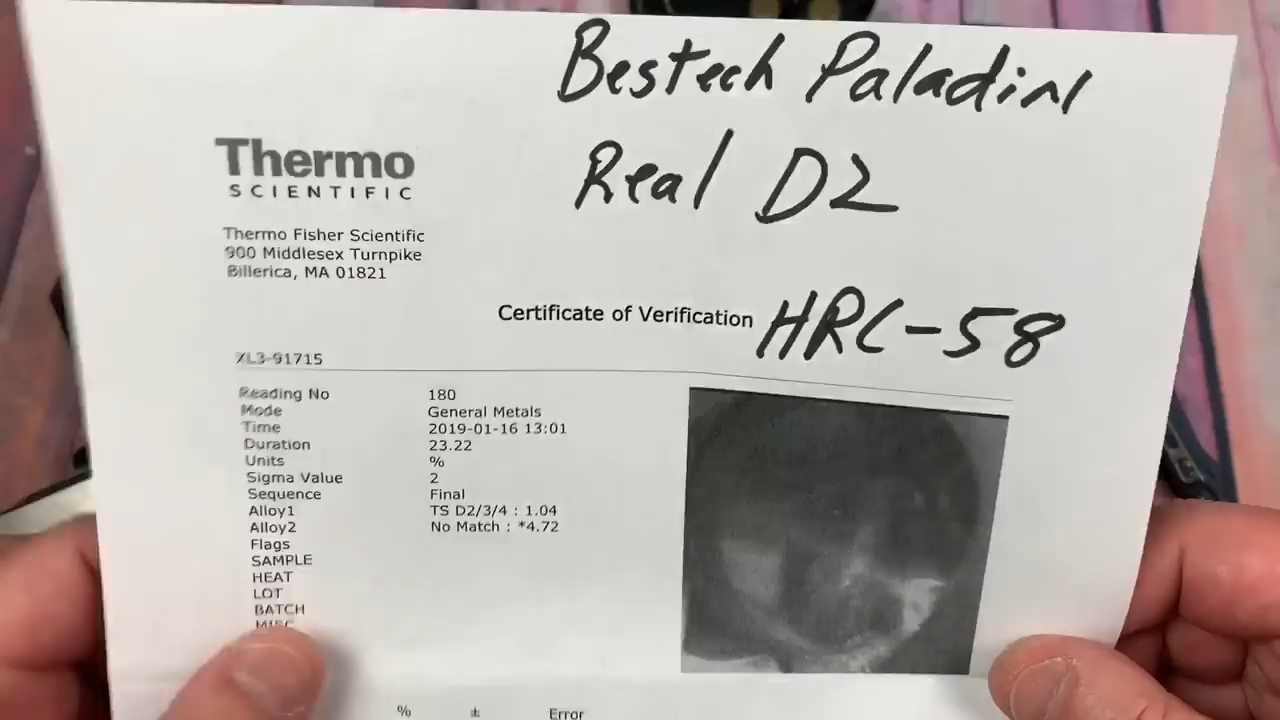 Bestech Paladin
Real D2
Thermo
SCIENTIFIC
Thermo Fisher Scientific
900 Middlesex Turnpike
Billerica, MA 01821
Certificate of Verification HRC-58
XL3-91715
Reading No 180
Mode General Metals
Time 2019-01-16 13:01
Duration 23.22
Units %
Sigma Value 2
Sequence Final
Alloy1 TS D2/3/4 : 1.04
Alloy2 No Match : *4.72
Flags
SAMPLE
HEAT
LOT
BATCH
MISC
% ± Error